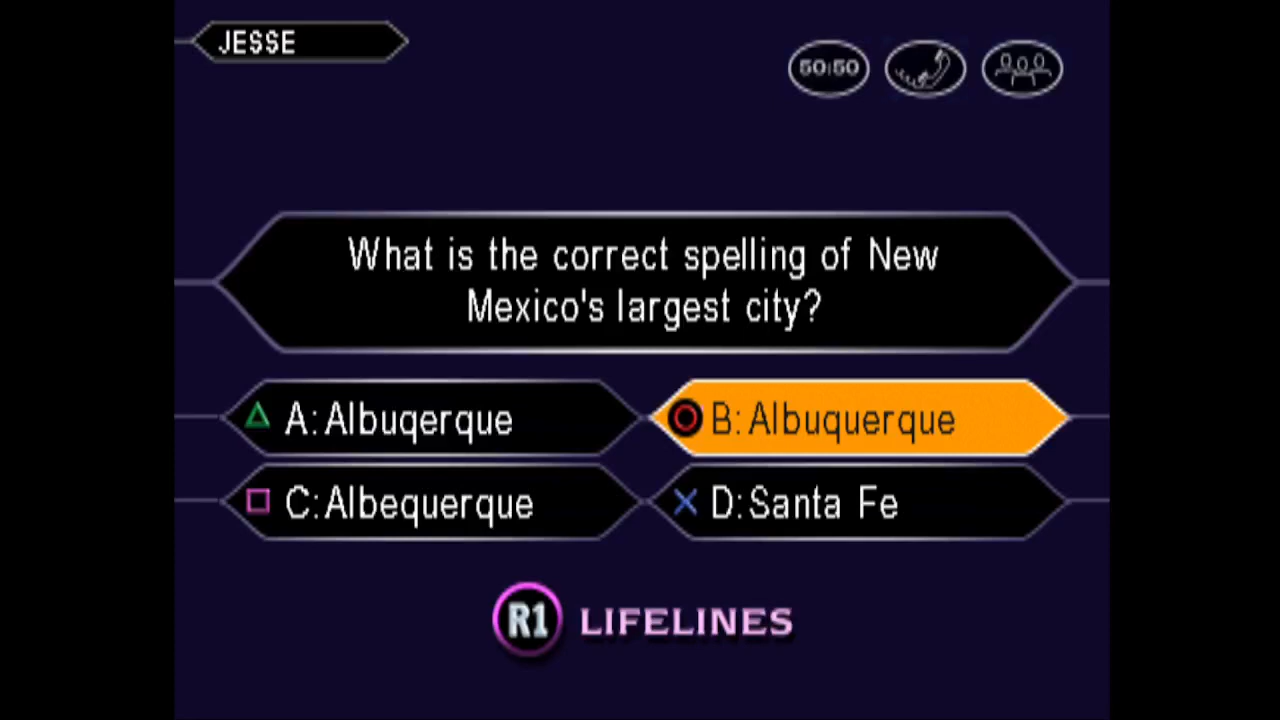 JESSE
50:50
What is the correct spelling of New
Mexico's largest city?
A: Albuqerque
B: Albuquerque
C: Albequerque
D: Santa Fe
R1 LIFELINES